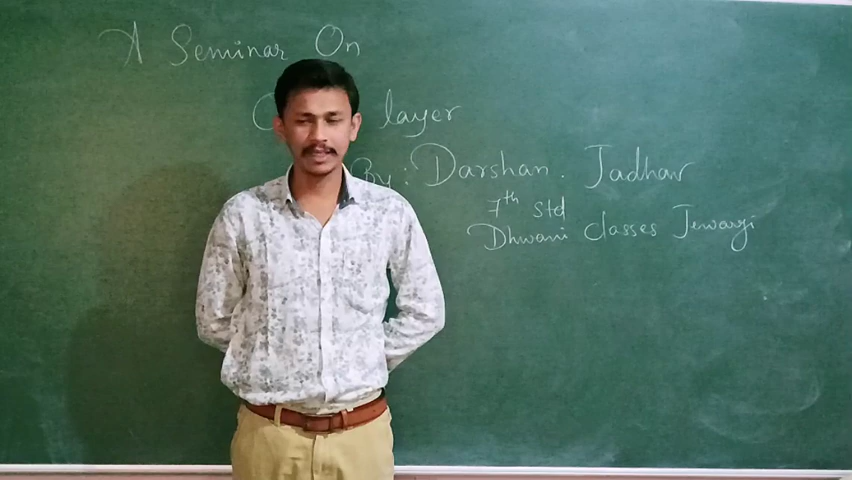 A Seminar On
layer
By: Darshan. Jadhav
7th Std
Dhwani classes Jewargi